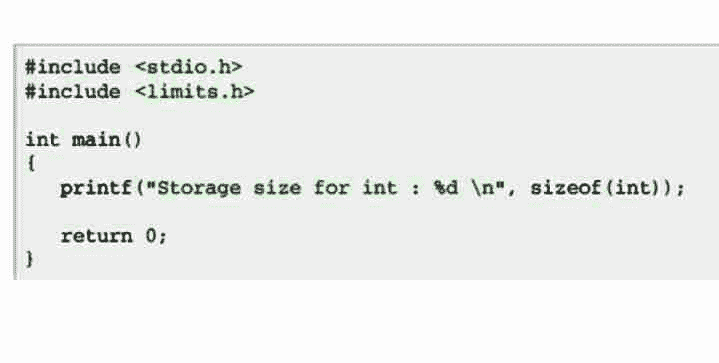 #include <stdio.h>
#include <limits.h>
int main()
{
printf("Storage size for int : %d \n", sizeof(int));
return 0;
}